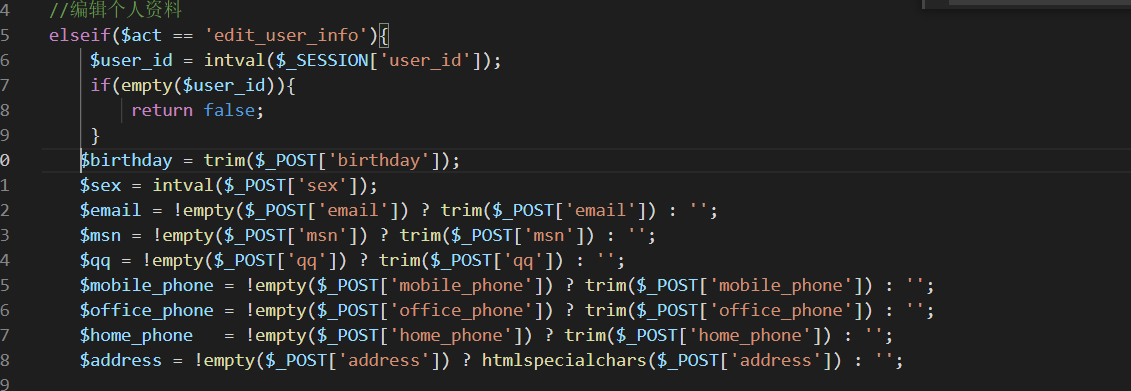 4 //编辑个人资料
5 elseif($act == 'edit_user_info'){
6 $user_id = intval($_SESSION['user_id']);
7 if(empty($user_id)){
8 return false;
9 }
0 $birthday = trim($_POST['birthday']);
1 $sex = intval($_POST['sex']);
2 $email = !empty($_POST['email']) ? trim($_POST['email']) : '';
3 $msn = !empty($_POST['msn']) ? trim($_POST['msn']) : '';
4 $qq = !empty($_POST['qq']) ? trim($_POST['qq']) : '';
5 $mobile_phone = !empty($_POST['mobile_phone']) ? trim($_POST['mobile_phone']) : '';
6 $office_phone = !empty($_POST['office_phone']) ? trim($_POST['office_phone']) : '';
7 $home_phone   = !empty($_POST['home_phone']) ? trim($_POST['home_phone']) : '';
8 $address = !empty($_POST['address']) ? htmlspecialchars($_POST['address']) : '';
9